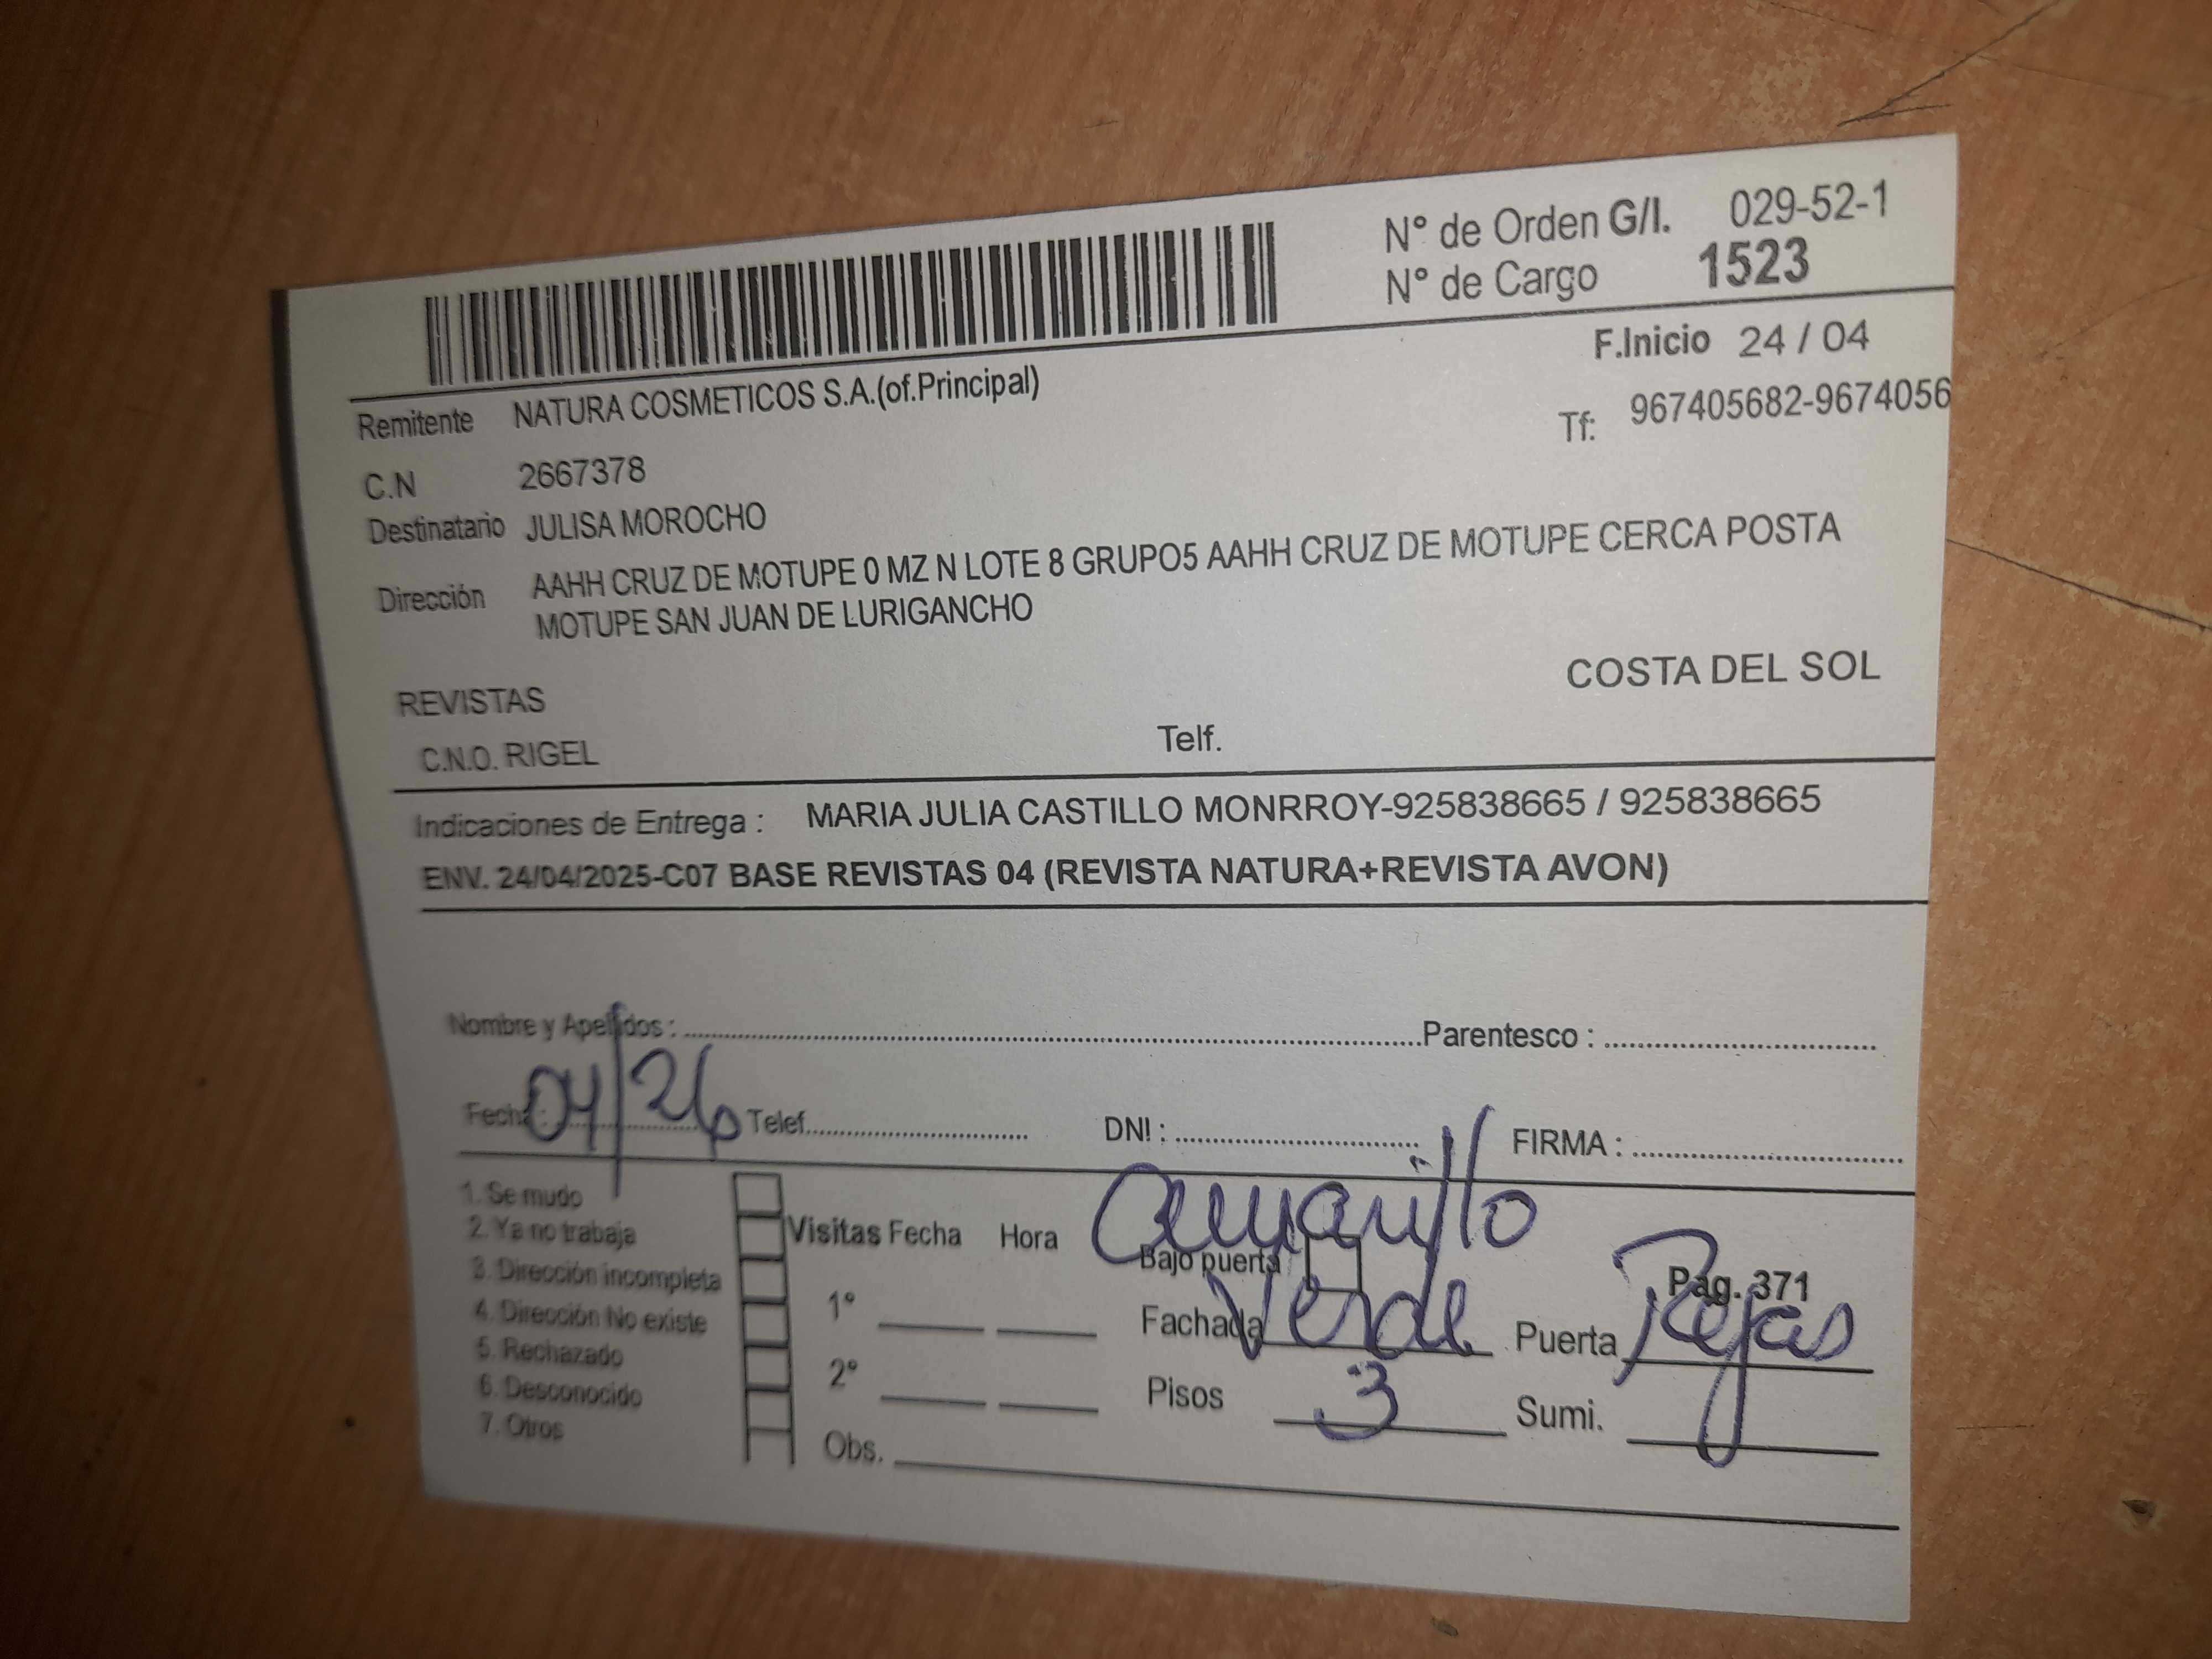 N° de Orden G/I. 029-52-1
N° de Cargo 1523
F.Inicio 24 / 04
Remitente NATURA COSMETICOS S.A.(of.Principal)
Tf: 967405682-9674056
C.N 2667378
Destinatario JULISA MOROCHO
Dirección AAHH CRUZ DE MOTUPE 0 MZ N LOTE 8 GRUPO5 AAHH CRUZ DE MOTUPE CERCA POSTA
MOTUPE SAN JUAN DE LURIGANCHO
COSTA DEL SOL
REVISTAS
C.N.O. RIGEL Telf.
Indicaciones de Entrega : MARIA JULIA CASTILLO MONRROY-925838665 / 925838665
ENV. 24/04/2025-C07 BASE REVISTAS 04 (REVISTA NATURA+REVISTA AVON)
Nombre y Apellidos : Parentesco :
Fecha : 04/26 Telef. DNI : FIRMA :
1. Se mudo
2. Ya no trabaja
3. Dirección incompleta
4. Dirección No existe
5. Rechazado
6. Desconocido
7. Otros
Visitas Fecha Hora
1°
2°
Obs.
Amarillo
Bajo puerta
Pag. 371
Fachada Verde Puerta Rejas
Pisos 3 Sumi.